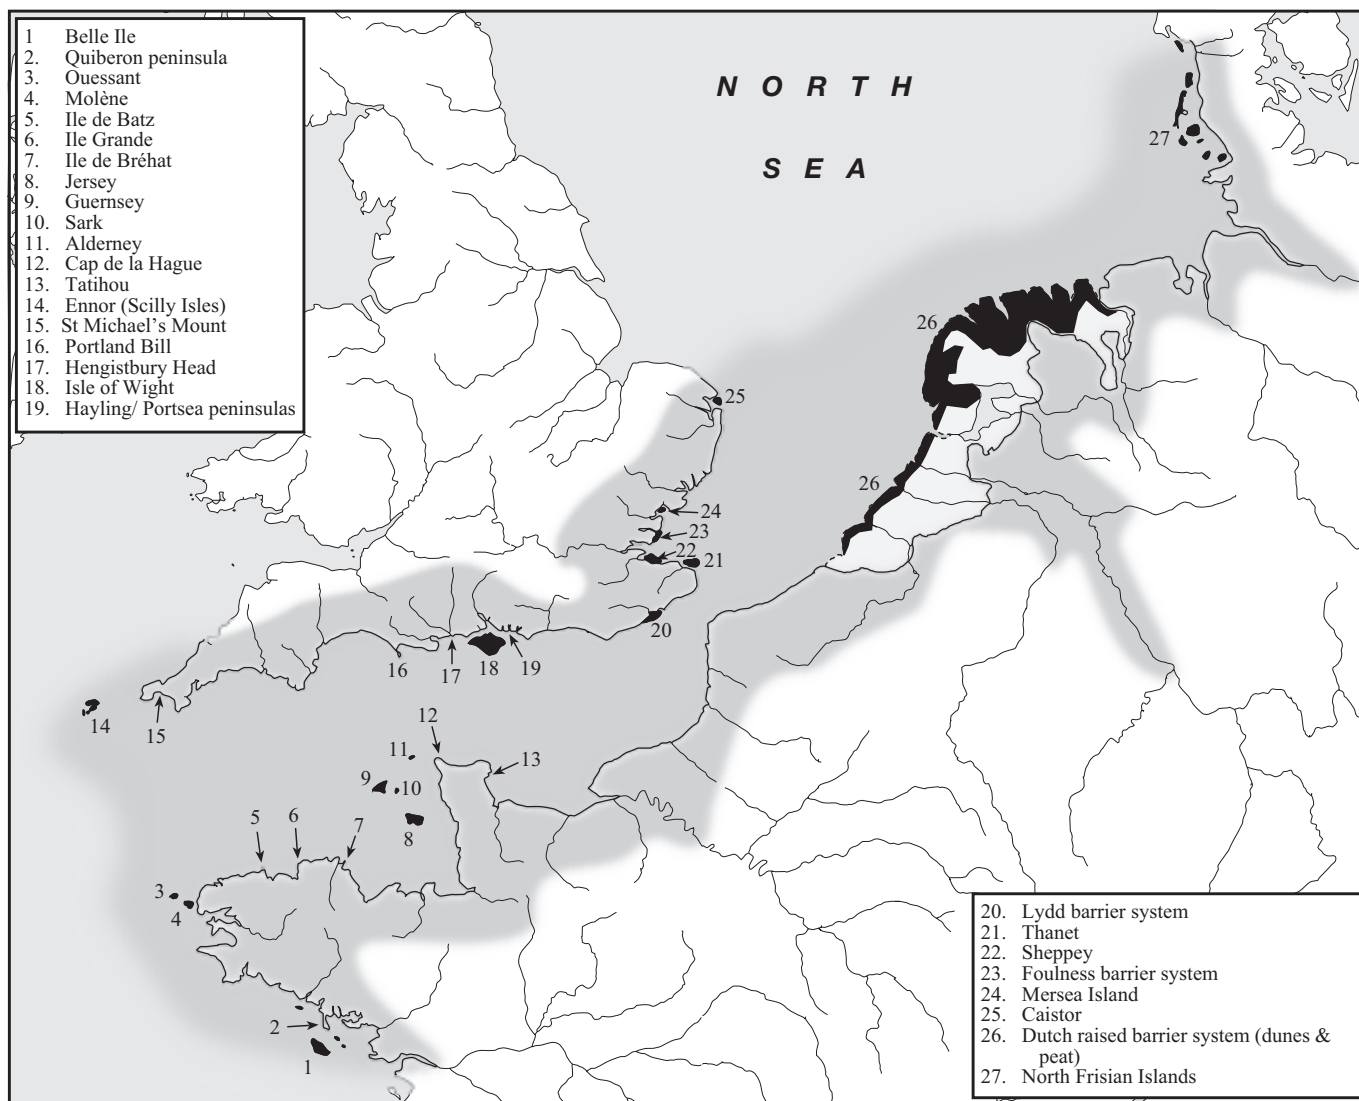 1 Belle Ile
2. Quiberon peninsula
3. Ouessant
4. Molène
5. Ile de Batz
6. Ile Grande
7. Ile de Bréhat
8. Jersey
9. Guernsey
10. Sark
11. Alderney
12. Cap de la Hague
13. Tatihou
14. Ennor (Scilly Isles)
15. St Michael's Mount
16. Portland Bill
17. Hengistbury Head
18. Isle of Wight
19. Hayling/ Portsea peninsulas
NORTH
SEA
27
26
25
26
24
23
22
21
20
19
18
17
16
15
14
12
11
13
9
10
8
5
6
7
3
4
2
1
20. Lydd barrier system
21. Thanet
22. Sheppey
23. Foulness barrier system
24. Mersea Island
25. Caistor
26. Dutch raised barrier system (dunes &
peat)
27. North Frisian Islands